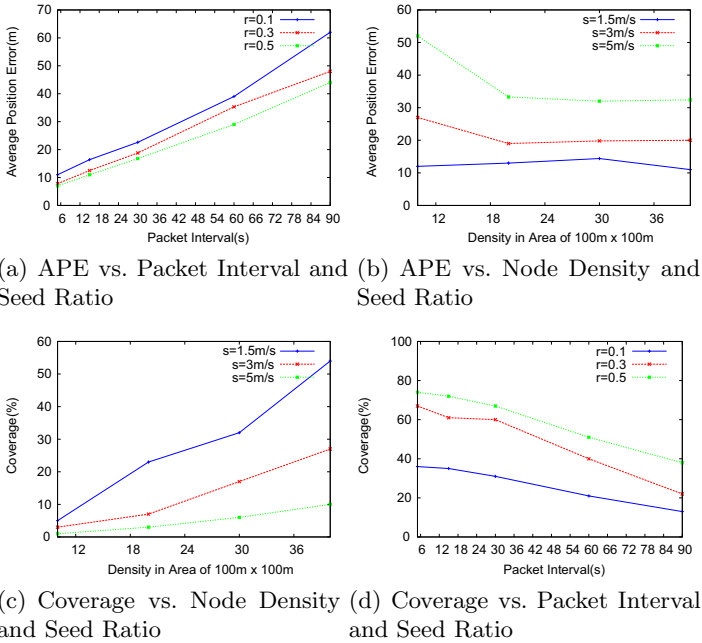 70
60
50
40
30
20
10
0
Average Position Error(m)
r=0.1
r=0.3
r=0.5
6 12 18 24 30 36 42 48 54 60 66 72 78 84 90
Packet Interval(s)
60
50
40
30
20
10
0
Average Position Error(m)
s=1.5m/s
s=3m/s
s=5m/s
12 18 24 30 36
Density in Area of 100m x 100m
(a) APE vs. Packet Interval and Seed Ratio
(b) APE vs. Node Density and Seed Ratio
60
50
40
30
20
10
0
Coverage(%)
s=1.5m/s
s=3m/s
s=5m/s
12 18 24 30 36
Density in Area of 100m x 100m
100
80
60
40
20
0
Coverage(%)
r=0.1
r=0.3
r=0.5
6 12 18 24 30 36 42 48 54 60 66 72 78 84 90
Packet Interval(s)
(c) Coverage vs. Node Density and Seed Ratio
(d) Coverage vs. Packet Interval and Seed Ratio